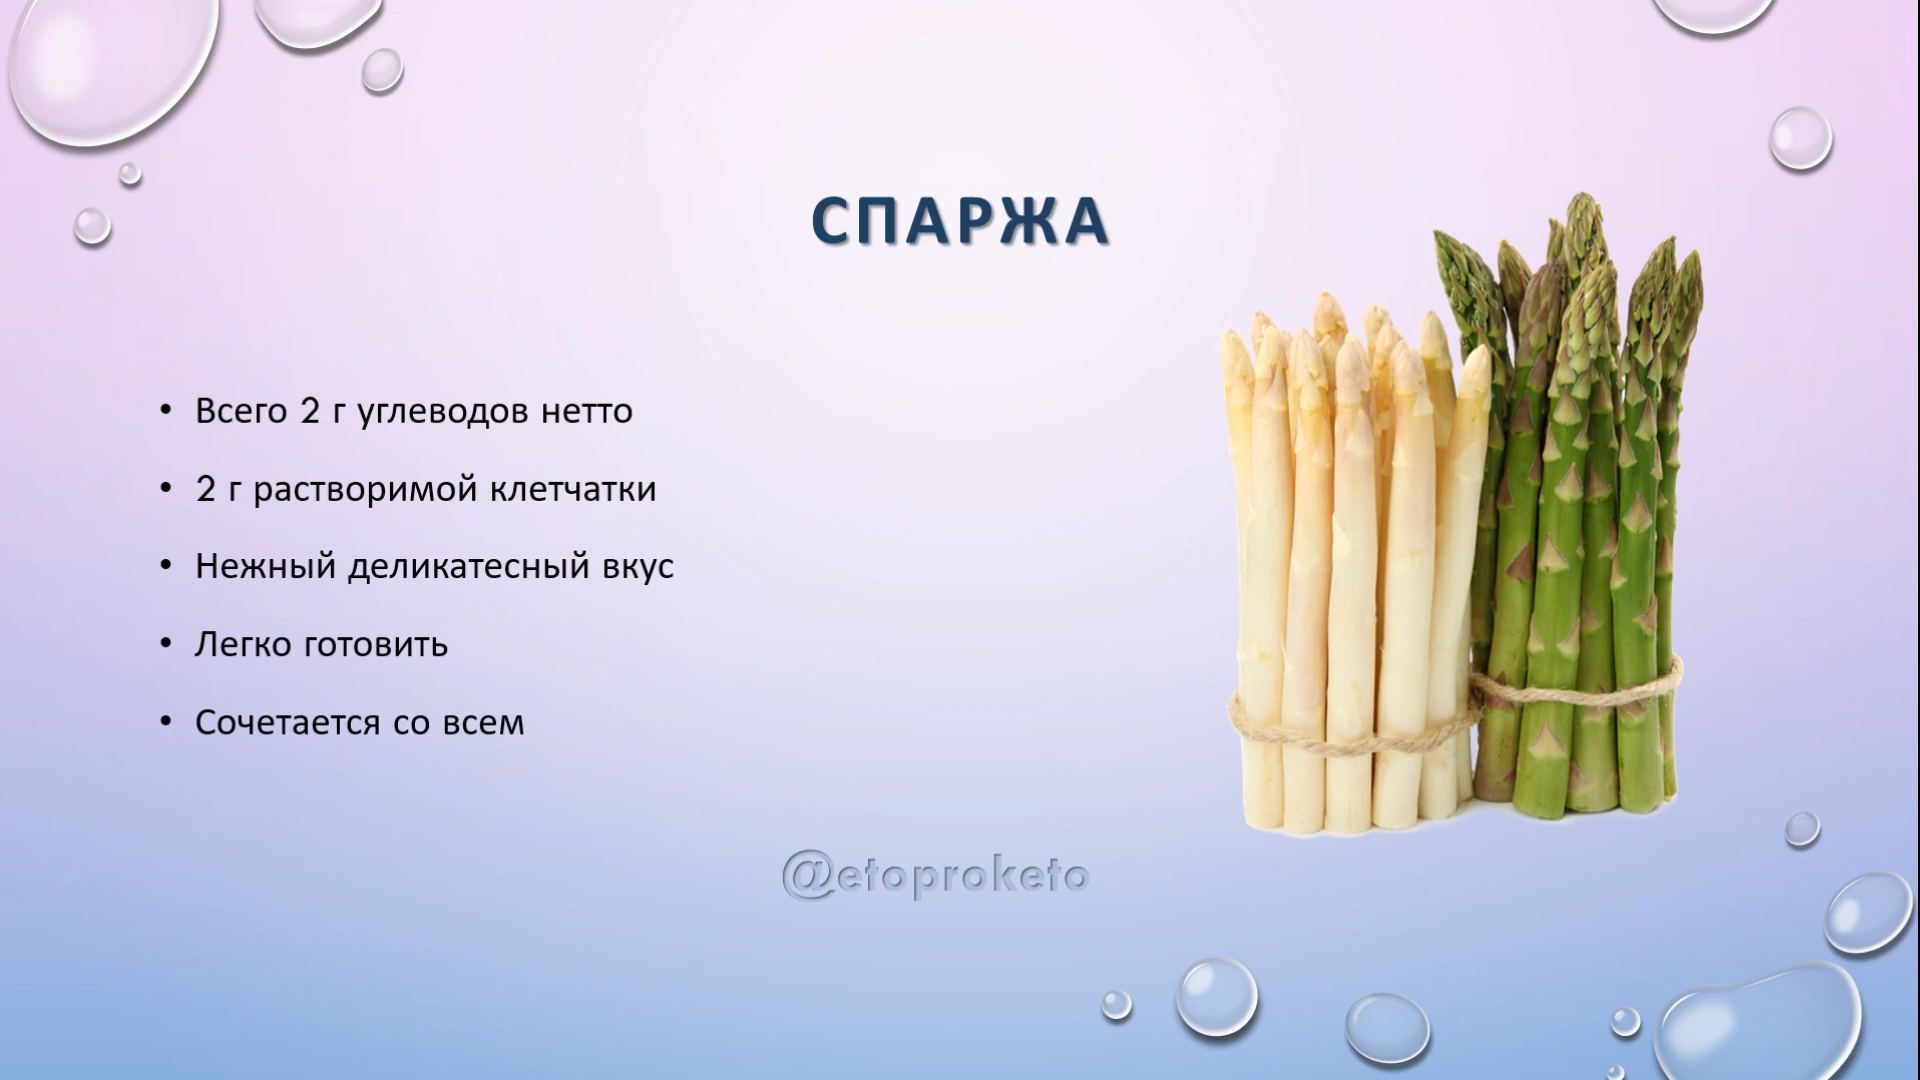 СПАРЖА
• Всего 2 г углеводов нетто
• 2 г растворимой клетчатки
• Нежный деликатесный вкус
• Легко готовить
• Сочетается со всем
@etoproketo